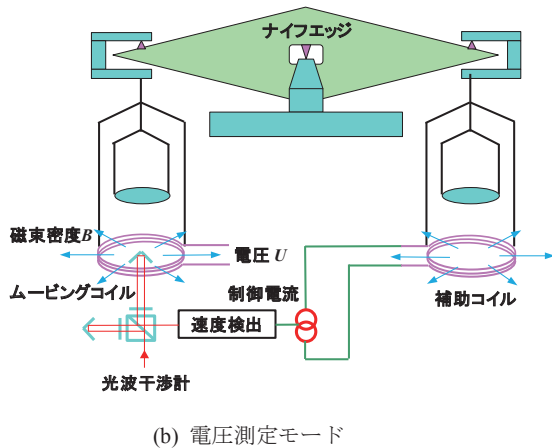 ナイフエッジ
磁束密度B
電圧 U
ムービングコイル
制御電流
補助コイル
速度検出
光波干渉計
(b) 電圧測定モード